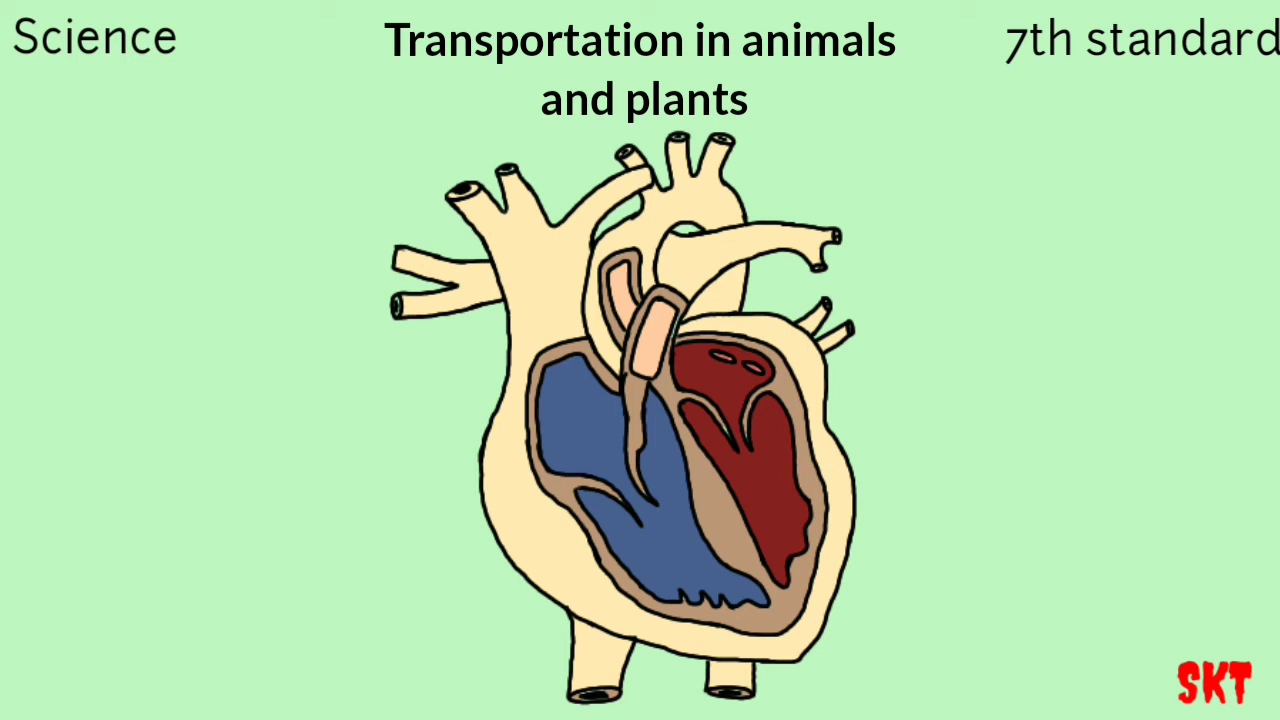 Science
Transportation in animals
and plants
7th standard
SKT